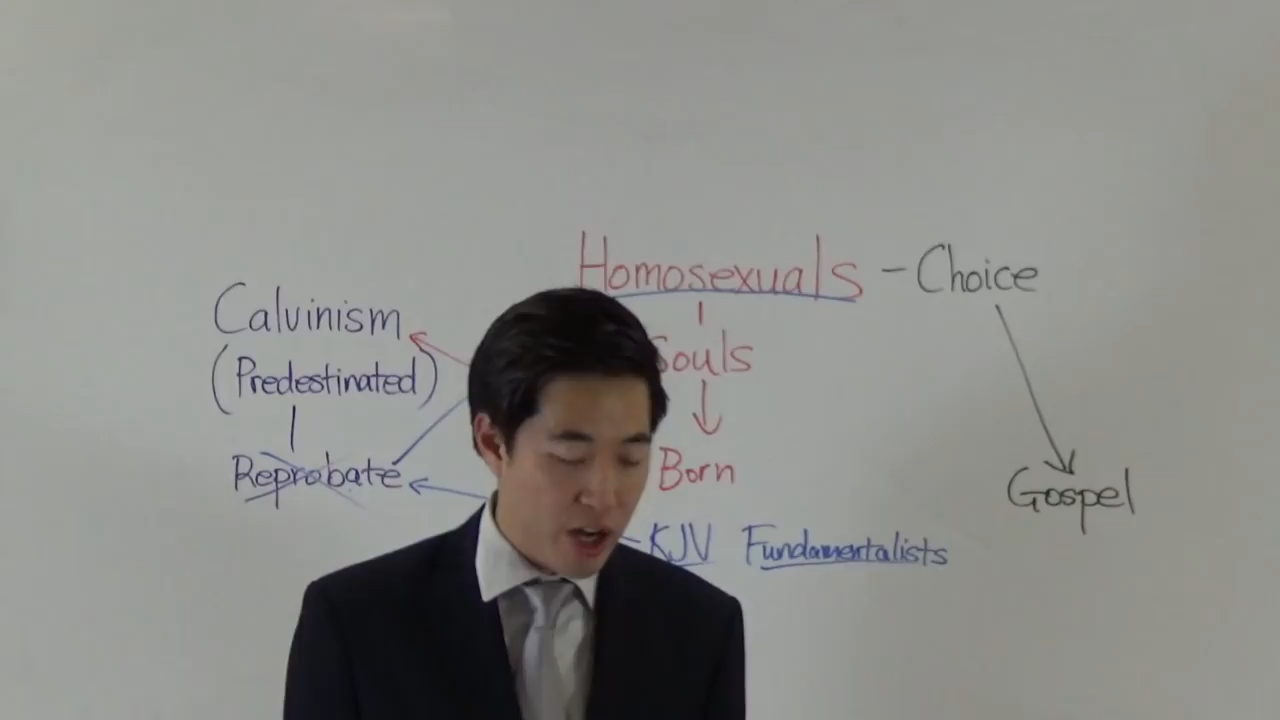 Homosexuals - Choice
Calvinism
Souls
(Predestinated)
Born
Reprobate
Gospel
KJV Fundamentalists